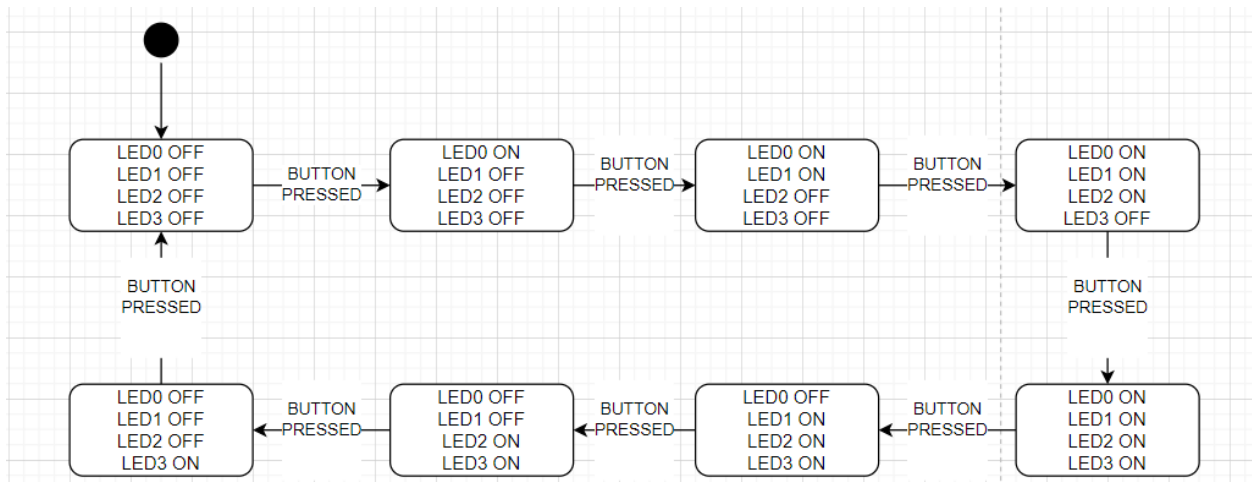 LED0 OFF
LED1 OFF
LED2 OFF
LED3 OFF
BUTTON
PRESSED
LED0 ON
LED1 OFF
LED2 OFF
LED3 OFF
BUTTON
PRESSED
LED0 ON
LED1 ON
LED2 OFF
LED3 OFF
BUTTON
PRESSED
LED0 ON
LED1 ON
LED2 ON
LED3 OFF
BUTTON
PRESSED
BUTTON
PRESSED
LED0 OFF
LED1 OFF
LED2 OFF
LED3 ON
BUTTON
PRESSED
LED0 OFF
LED1 OFF
LED2 ON
LED3 ON
BUTTON
PRESSED
LED0 OFF
LED1 ON
LED2 ON
LED3 ON
BUTTON
PRESSED
LED0 ON
LED1 ON
LED2 ON
LED3 ON